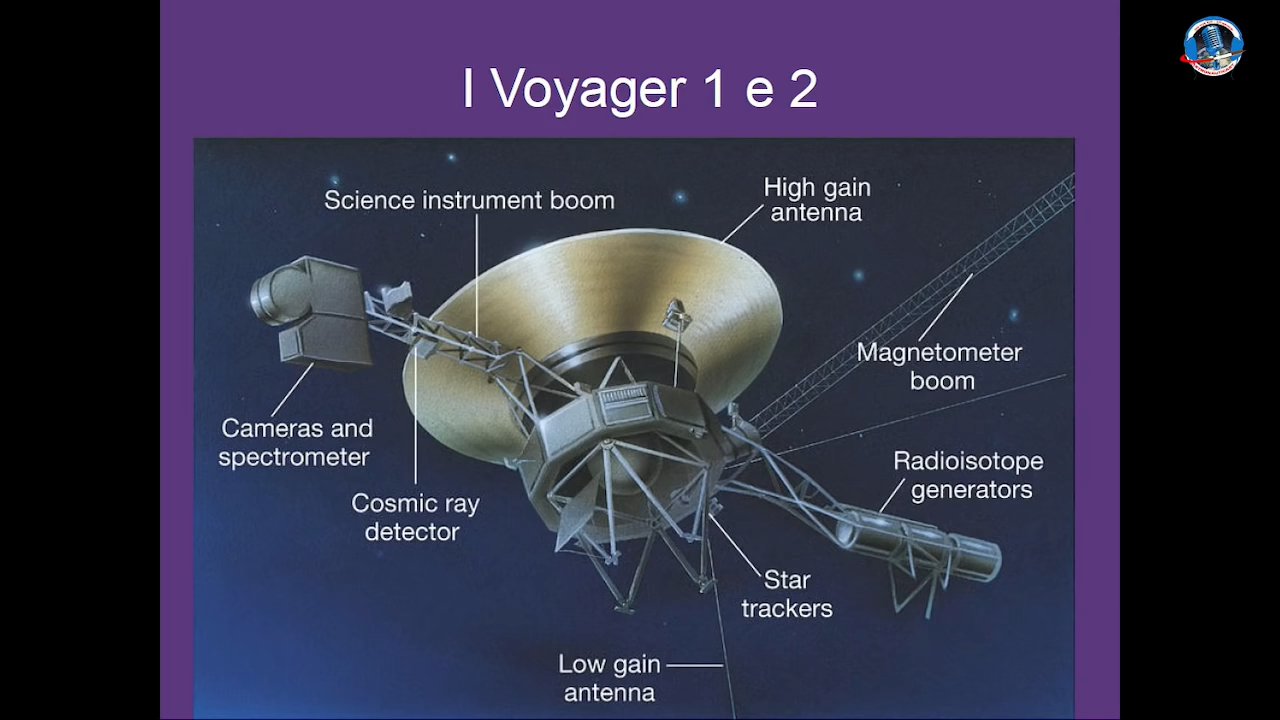 I Voyager 1 e 2
Science instrument boom
High gain
antenna
Magnetometer
boom
Cameras and
spectrometer
Radioisotope
generators
Cosmic ray
detector
Star
trackers
Low gain
antenna